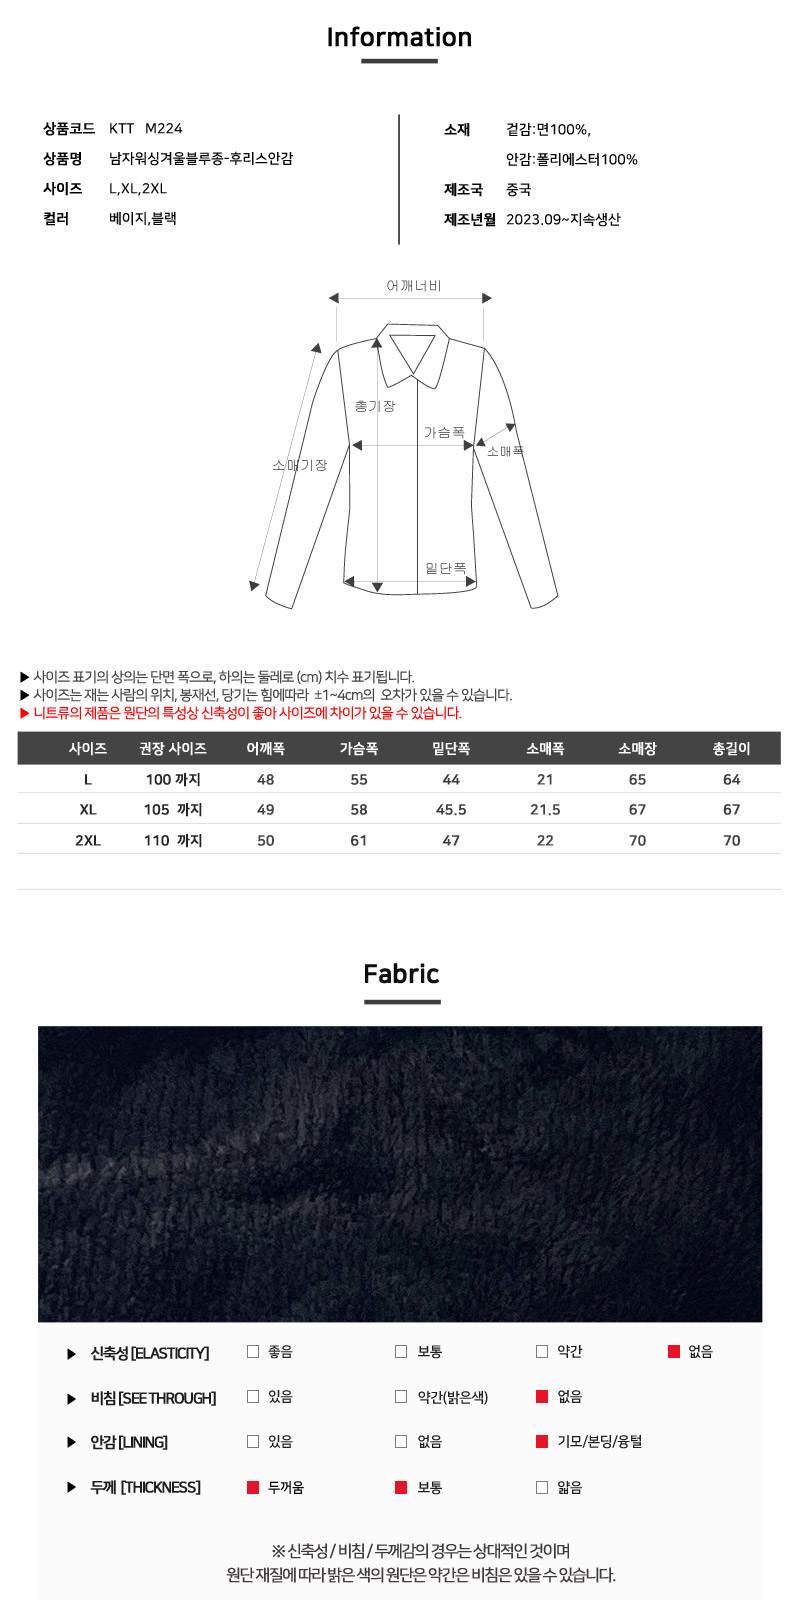 Information
상품코드 KTT M224
상품명 남자워싱겨울블루종-후리스안감
사이즈 L,XL,2XL
컬러 베이지,블랙
소재 겉감:면100%,
안감:폴리에스터100%
제조국 중국
제조년월 2023.09~지속생산
어깨너비
총기장
가슴폭
소매폭
소매기장
밑단폭
▶ 사이즈 표기의 상의는 단면 폭으로, 하의는 둘레로 (cm) 치수 표기됩니다.
▶ 사이즈는 재는 사람의 위치, 봉재선, 당기는 힘에따라 ±1~4cm의 오차가 있을 수 있습니다.
▶ 니트류의 제품은 원단의 특성상 신축성이 좋아 사이즈에 차이가 있을 수 있습니다.
사이즈 권장 사이즈 어깨폭 가슴폭 밑단폭 소매폭 소매장 총길이
L 100 까지 48 55 44 21 65 64
XL 105 까지 49 58 45.5 21.5 67 67
2XL 110 까지 50 61 47 22 70 70
Fabric
▶ 신축성 [ELASTICITY] 좋음 보통 약간 없음
▶ 비침 [SEE THROUGH] 있음 약간(밝은색) 없음
▶ 안감 [LINING] 있음 없음 기모/본딩/융털
▶ 두께 [THICKNESS] 두꺼움 보통 얇음
※ 신축성 / 비침 / 두께감의 경우는 상대적인 것이며
원단 재질에 따라 밝은 색의 원단은 약간은 비침은 있을 수 있습니다.